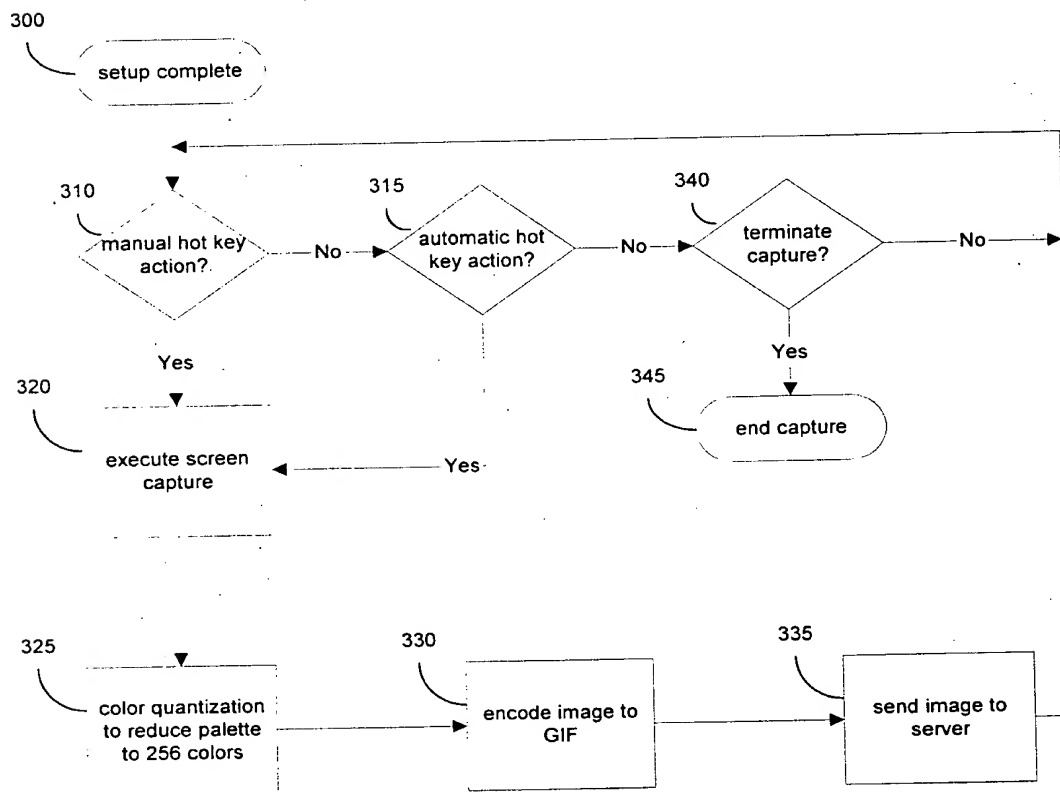 300
setup complete
310
manual hot key
action?
No
315
automatic hot
key action?
No
340
terminate
capture?
No
Yes
Yes
320
execute screen
capture
Yes
345
end capture
325
color quantization
to reduce palette
to 256 colors
330
encode image to
GIF
335
send image to
server